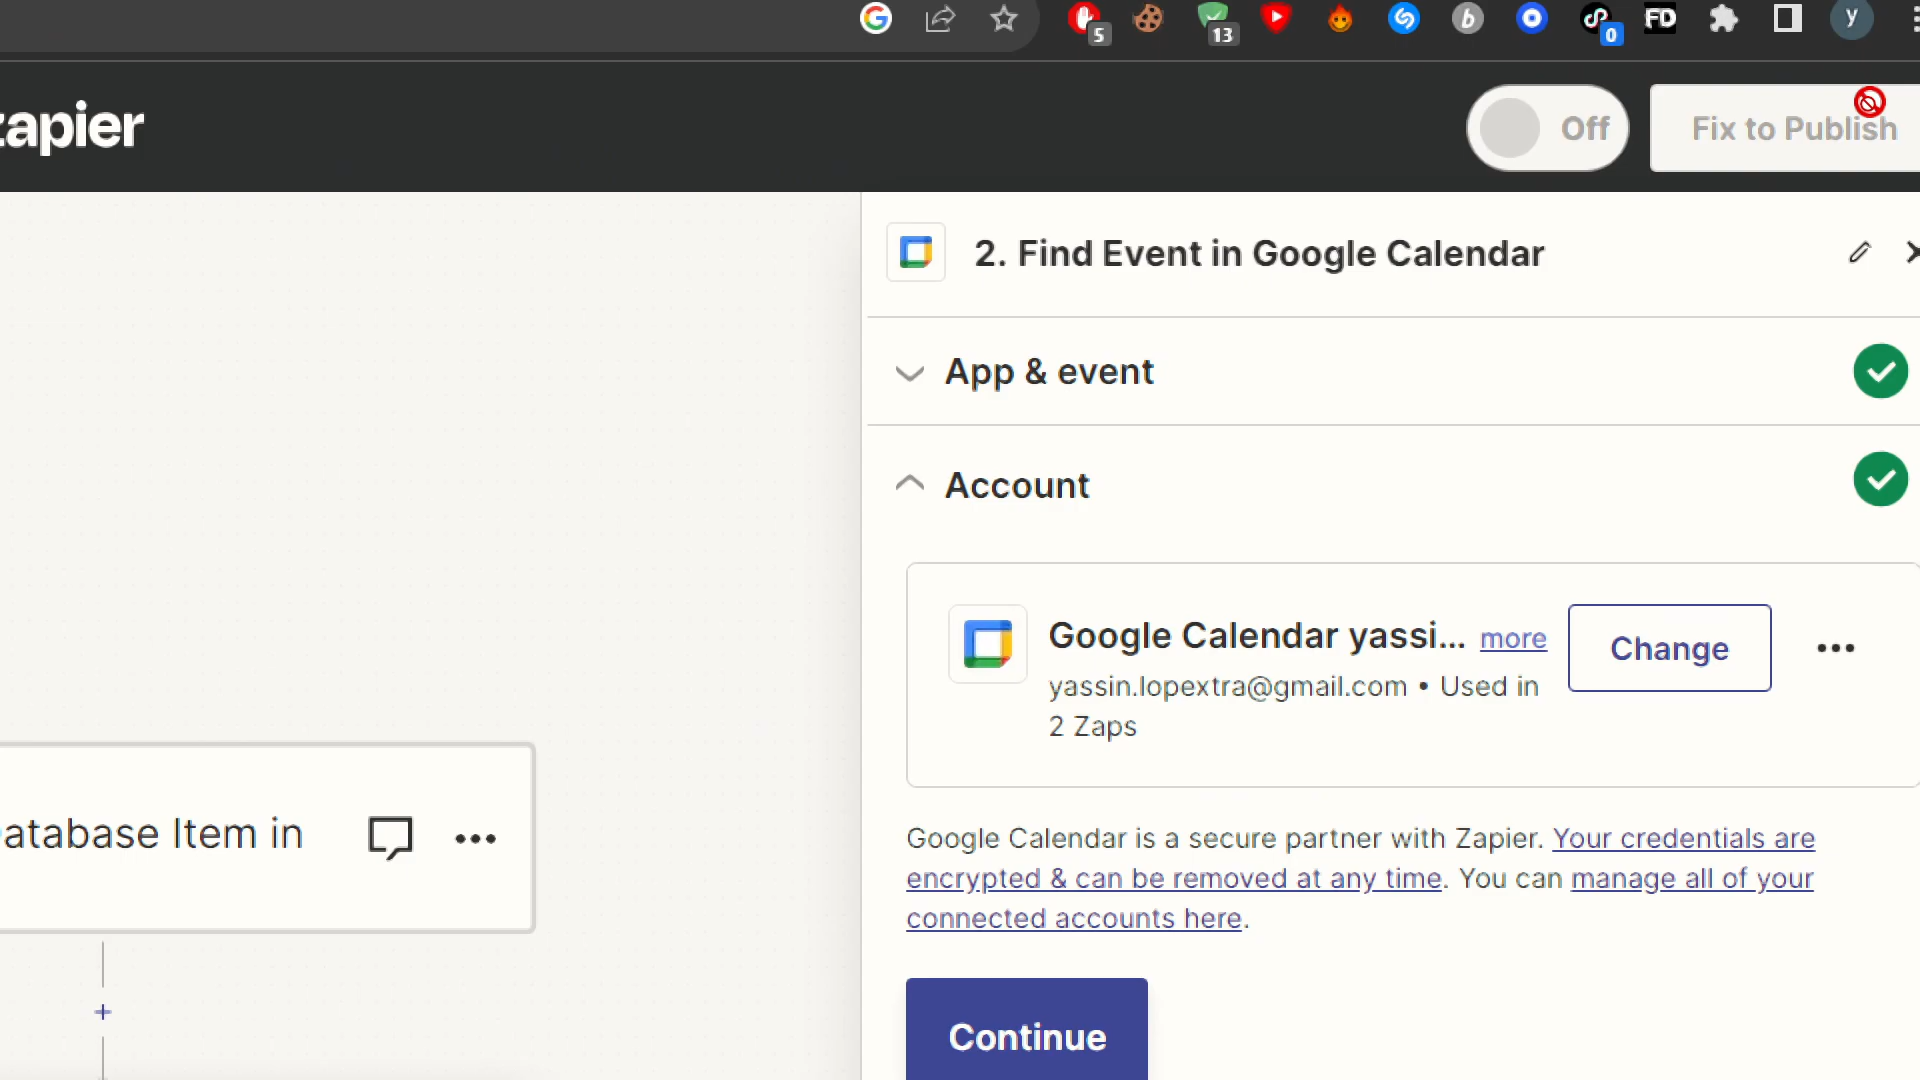 5
13
b
0
FD
y
zapier
Off
Fix to Publish
2. Find Event in Google Calendar
App & event
Account
Google Calendar yassi... more
Change
yassin.lopextra@gmail.com • Used in
2 Zaps
atabase Item in
Google Calendar is a secure partner with Zapier. Your credentials are
encrypted & can be removed at any time. You can manage all of your
connected accounts here.
Continue